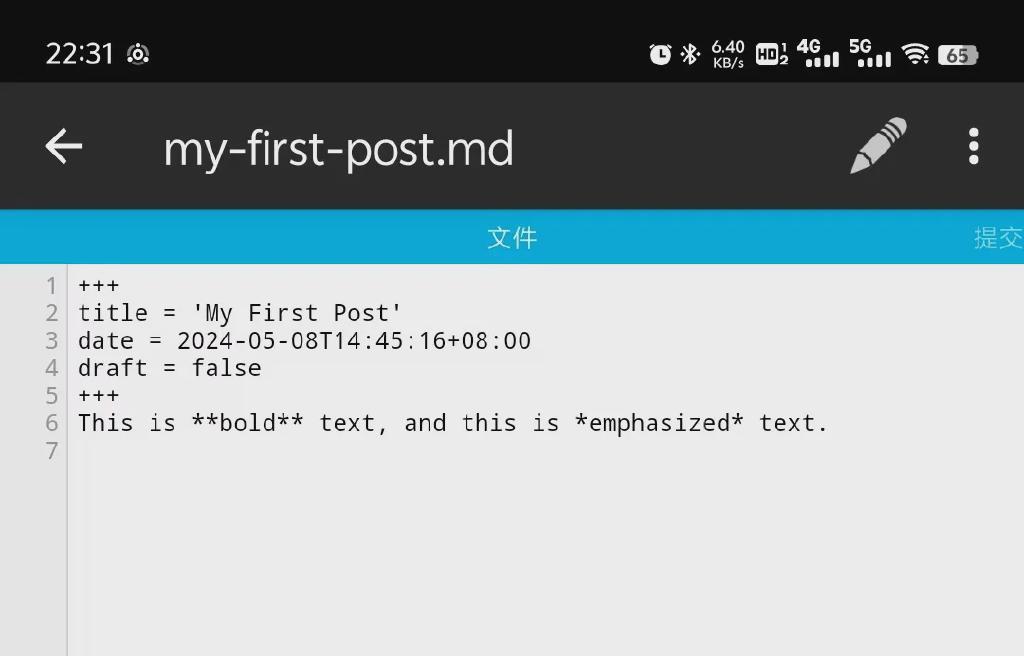 22:31 6.40 KB/s HD 1 2 4G 5G 65
my-first-post.md
文件 提交
1 +++
2 title = 'My First Post'
3 date = 2024-05-08T14:45:16+08:00
4 draft = false
5 +++
6 This is **bold** text, and this is *emphasized* text.
7